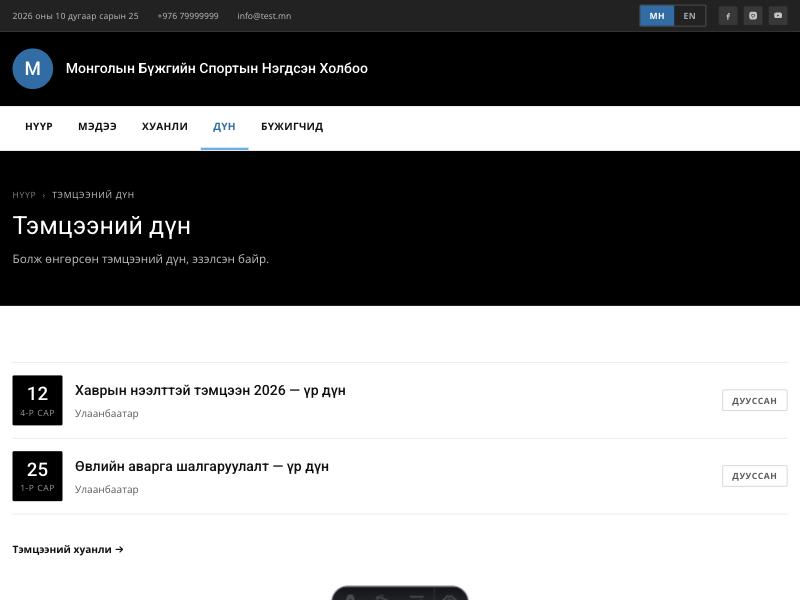 2026 оны 10 дугаар сарын 25 +976 79999999 info@test.mn МН EN
М Монголын Бүжгийн Спортын Нэгдсэн Холбоо
НҮҮР МЭДЭЭ ХУАНЛИ ДҮН БҮЖИГЧИД
НҮҮР › ТЭМЦЭЭНИЙ ДҮН
Тэмцээний дүн
Болж өнгөрсөн тэмцээний дүн, эзэлсэн байр.
12
4-Р САР
Хаврын нээлттэй тэмцээн 2026 — үр дүн
Улаанбаатар
ДУУССАН
25
1-Р САР
Өвлийн аварга шалгаруулалт — үр дүн
Улаанбаатар
ДУУССАН
Тэмцээний хуанли →